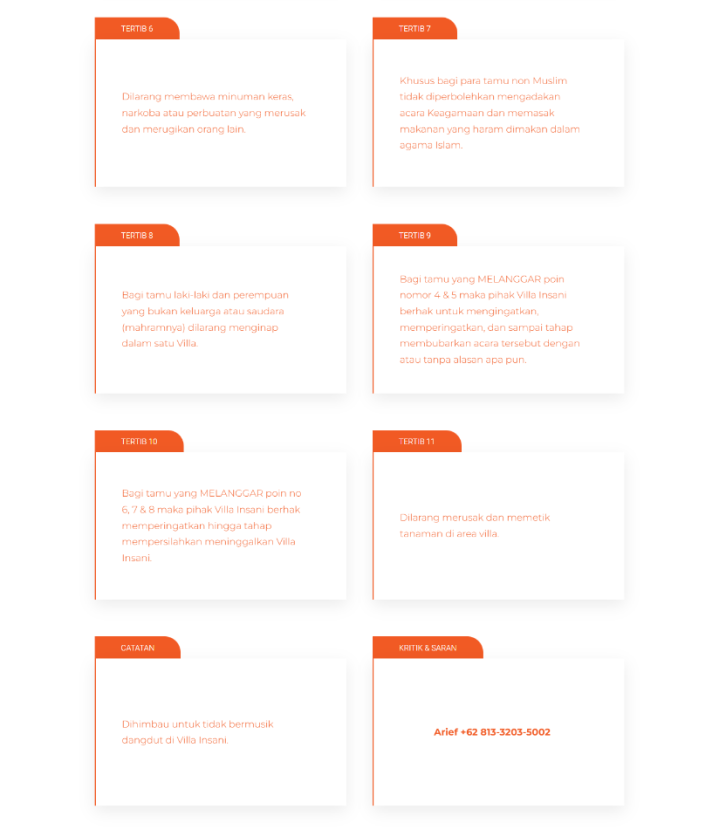 TERTIB 6
Dilarang membawa minuman keras,
narkoba atau perbuatan yang merusak
dan merugikan orang lain.
TERTIB 7
Khusus bagi para tamu non Muslim
tidak diperbolehkan mengadakan
acara Keagamaan dan memasak
makanan yang haram dimakan dalam
agama Islam.
TERTIB 8
Bagi tamu laki-laki dan perempuan
yang bukan keluarga atau saudara
(mahramnya) dilarang menginap
dalam satu Villa.
TERTIB 9
Bagi tamu yang MELANGGAR poin
nomor 4 & 5 maka pihak Villa Insani
berhak untuk mengingatkan,
memperingatkan, dan sampai tahap
membubarkan acara tersebut dengan
atau tanpa alasan apa pun.
TERTIB 10
Bagi tamu yang MELANGGAR poin no
6, 7 & 8 maka pihak Villa Insani berhak
memperingatkan hingga tahap
mempersilahkan meninggalkan Villa
Insani.
TERTIB 11
Dilarang merusak dan memetik
tanaman di area villa.
CATATAN
Dihimbau untuk tidak bermusik
dangdut di Villa Insani.
KRITIK & SARAN
Arief +62 813-3203-5002